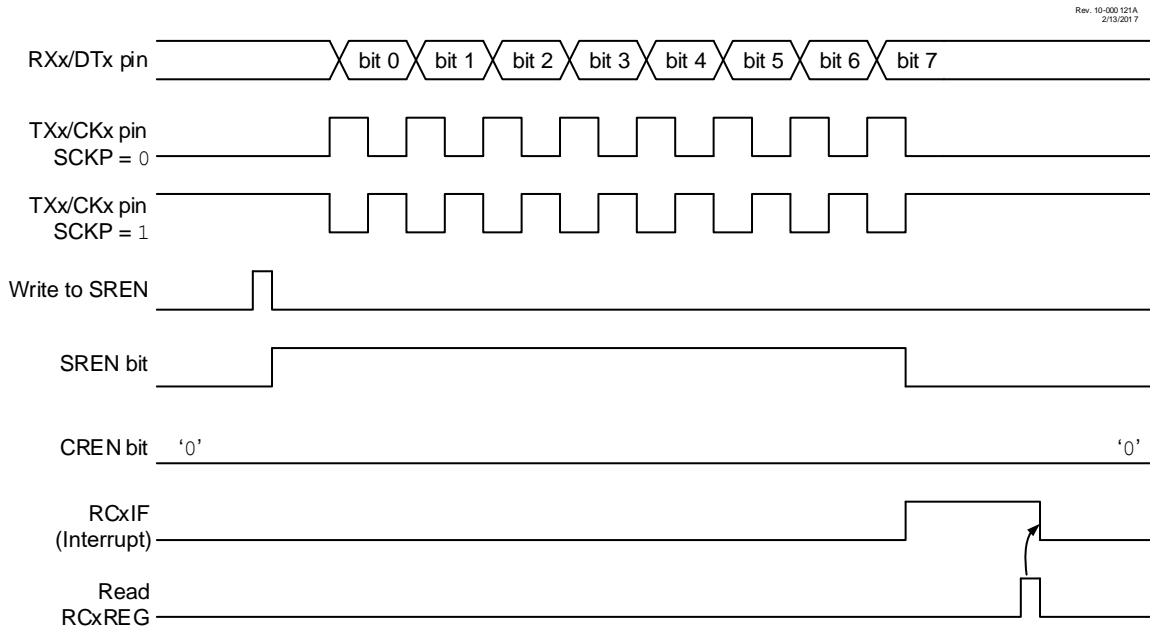 Rev. 10-000 121A
2/13/2017
RXx/DTx pin
bit 0 bit 1 bit 2 bit 3 bit 4 bit 5 bit 6 bit 7
TXx/CKx pin
SCKP = 0
TXx/CKx pin
SCKP = 1
Write to SREN
SREN bit
CREN bit ‘0’ ‘0’
RCxIF
(Interrupt)
Read
RCxREG